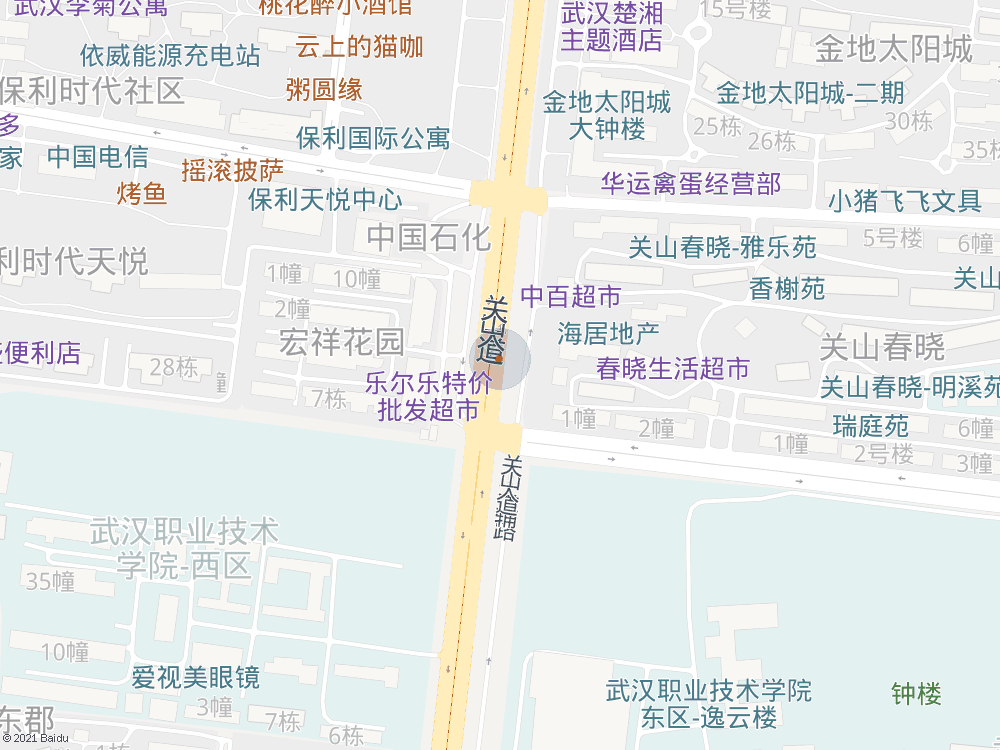 武汉李菊公寓
桃花醉小酒馆
武汉楚湘
主题酒店
15号楼
依威能源充电站
云上的猫咖
金地太阳城
保利时代社区
粥圆缘
金地太阳城
大钟楼
金地太阳城-二期
25栋
30栋
26栋
35栋
多
家
中国电信
保利国际公寓
摇滚披萨
烤鱼
保利天悦中心
华运禽蛋经营部
小猪飞飞文具
中国石化
关山春晓-雅乐苑
5号楼
6幢
利时代天悦
1幢
10幢
关山
香榭苑
2幢
关山道
中百超市
宏祥花园
海居地产
关山春晓
便利店
28栋
幢
春晓生活超市
乐尔乐特价
批发超市
关山春晓-明溪苑
7栋
1幢
2幢
瑞庭苑
6幢
1幢
2号楼
3幢
关山道辅路
武汉职业技术
学院-西区
35幢
10幢
爱视美眼镜
3幢
7栋
6栋
东郡
武汉职业技术学院
东区-逸云楼
钟楼
© 2021 Baidu